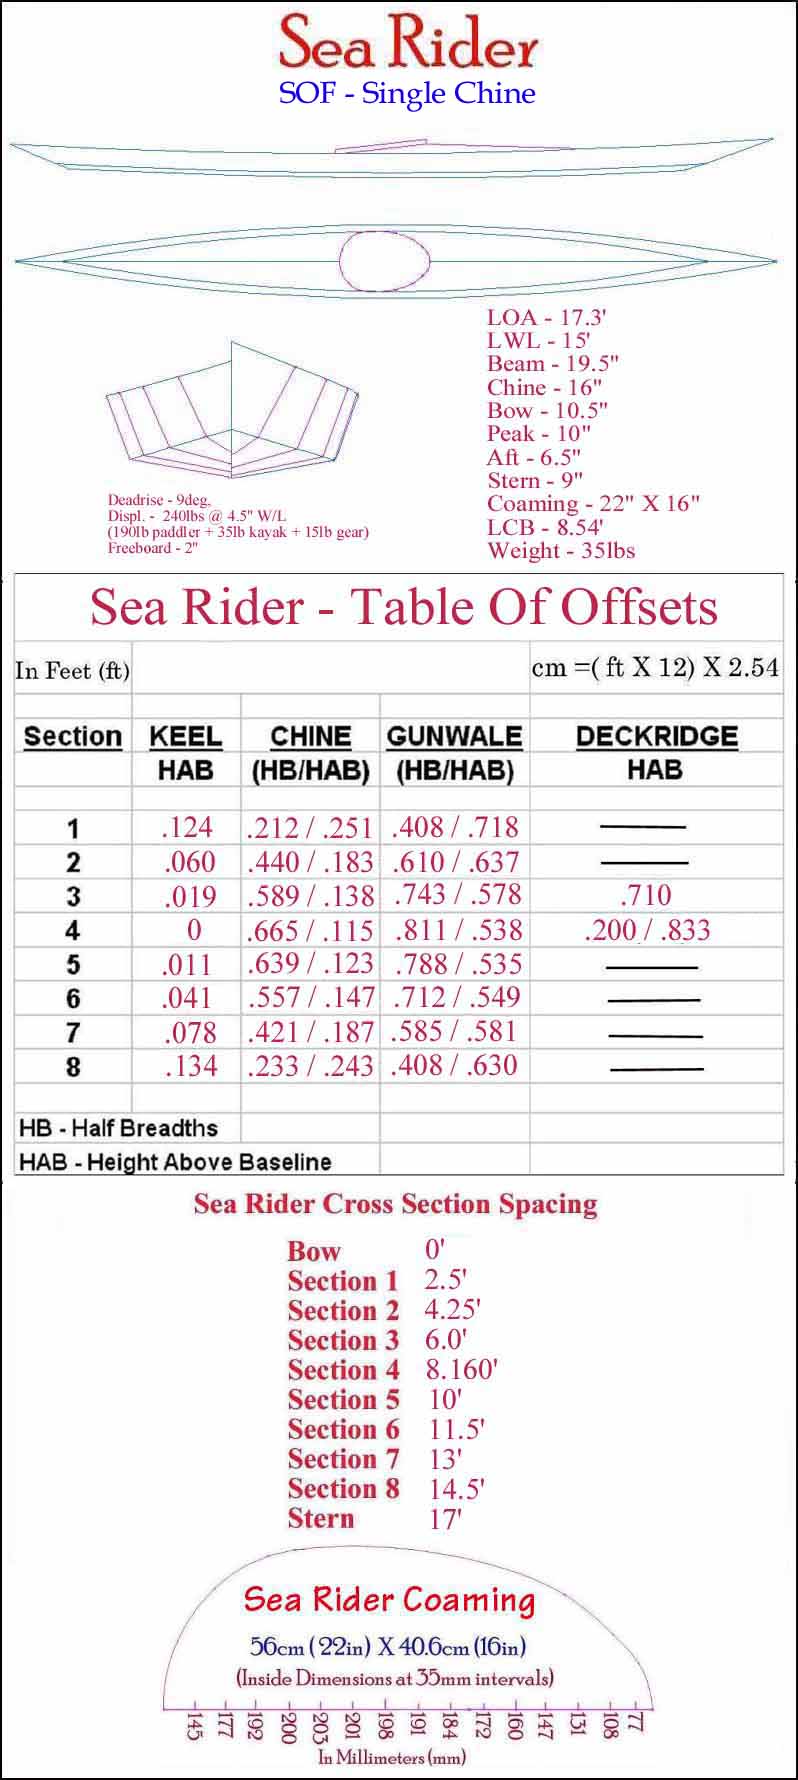 Sea Rider
SOF - Single Chine
LOA - 17.3'
LWL - 15'
Beam - 19.5"
Chine - 16"
Bow - 10.5"
Peak - 10"
Aft - 6.5"
Stern - 9"
Coaming - 22" X 16"
LCB - 8.54'
Weight - 35lbs
Deadrise - 9deg,
Displ. - 240lbs @ 4.5" W/L
(190lb paddler + 35lb kayak + 15lb gear)
Freeboard - 2"
Sea Rider - Table Of Offsets
In Feet (ft) cm =( ft X 12) X 2.54
Section KEEL CHINE GUNWALE DECKRIDGE
HAB (HB/HAB) (HB/HAB) HAB
1 .124 .212 / .251 .408 / .718 —
2 .060 .440 / .183 .610 / .637 —
3 .019 .589 / .138 .743 / .578 .710
4 0 .665 / .115 .811 / .538 .200 / .833
5 .011 .639 / .123 .788 / .535 —
6 .041 .557 / .147 .712 / .549 —
7 .078 .421 / .187 .585 / .581 —
8 .134 .233 / .243 .408 / .630 —
HB - Half Breadths
HAB - Height Above Baseline
Sea Rider Cross Section Spacing
Bow 0'
Section 1 2.5'
Section 2 4.25'
Section 3 6.0'
Section 4 8.160'
Section 5 10'
Section 6 11.5'
Section 7 13'
Section 8 14.5'
Stern 17'
Sea Rider Coaming
56cm (22in) X 40.6cm (16in)
(Inside Dimensions at 35mm intervals)
145 177 192 200 203 201 198 191 184 172 160 147 131 108 77
In Millimeters (mm)